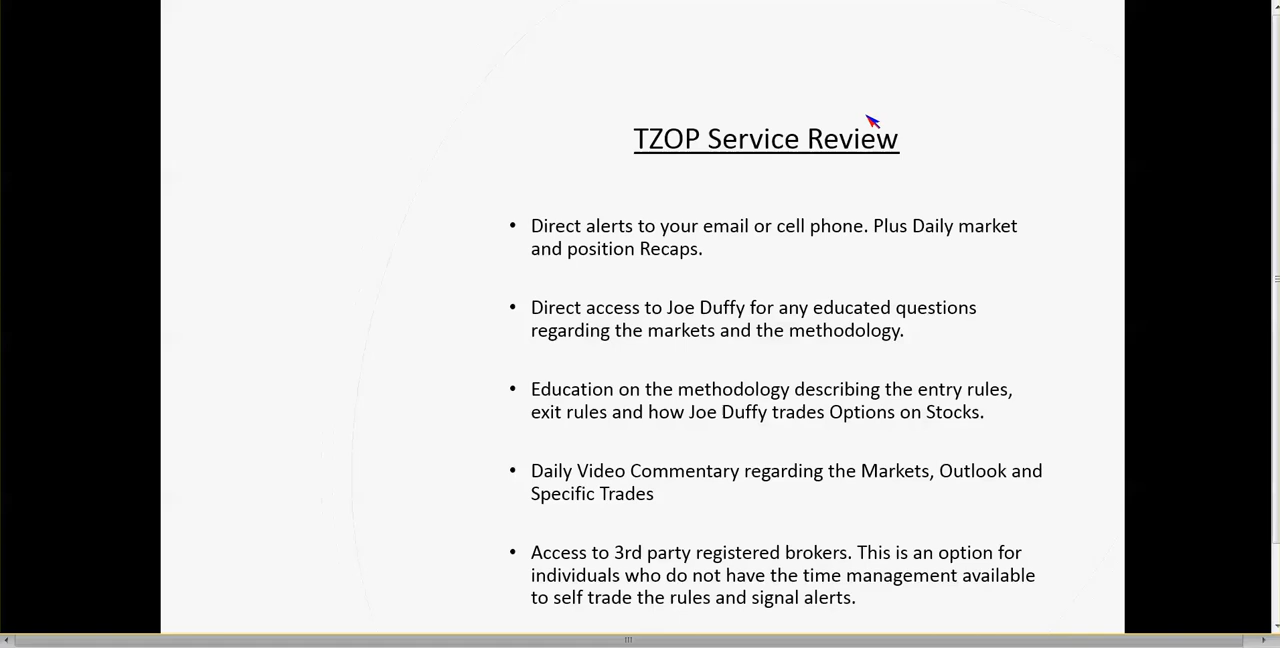 TZOP Service Review
• Direct alerts to your email or cell phone. Plus Daily market
and position Recaps.
• Direct access to Joe Duffy for any educated questions
regarding the markets and the methodology.
• Education on the methodology describing the entry rules,
exit rules and how Joe Duffy trades Options on Stocks.
• Daily Video Commentary regarding the Markets, Outlook and
Specific Trades
• Access to 3rd party registered brokers. This is an option for
individuals who do not have the time management available
to self trade the rules and signal alerts.